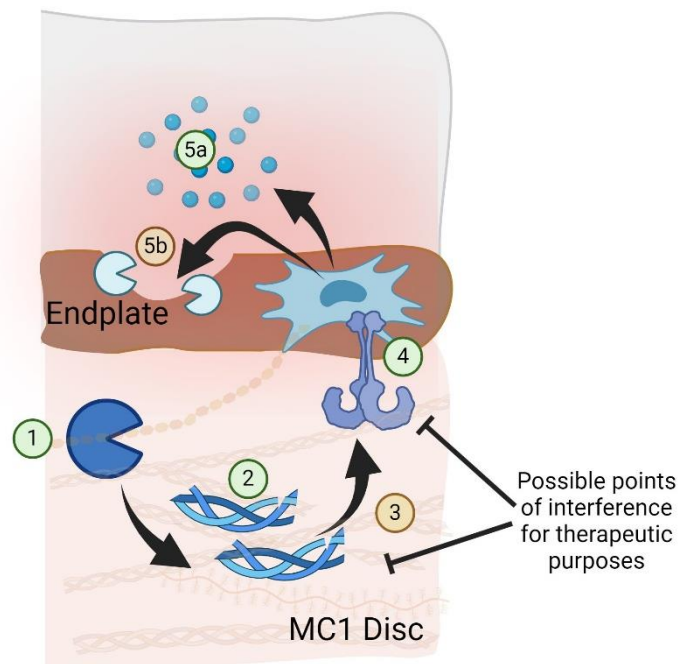 5a
5b
Endplate
4
1
2
3
Possible points
of interference
for therapeutic
purposes
MC1 Disc